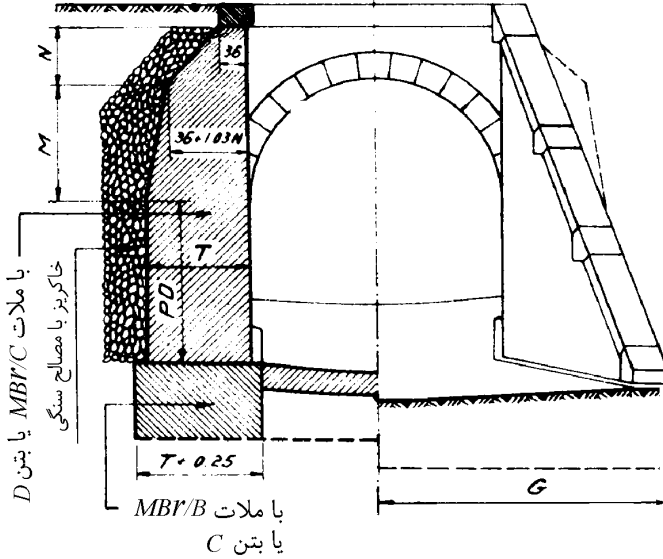 N
36
M
36+1.03N
T
PD
با ملات MBr/C یا بتن D
خاکریز با مصالح سنگی
T+0.25
G
با ملات MBr/B
یا بتن C